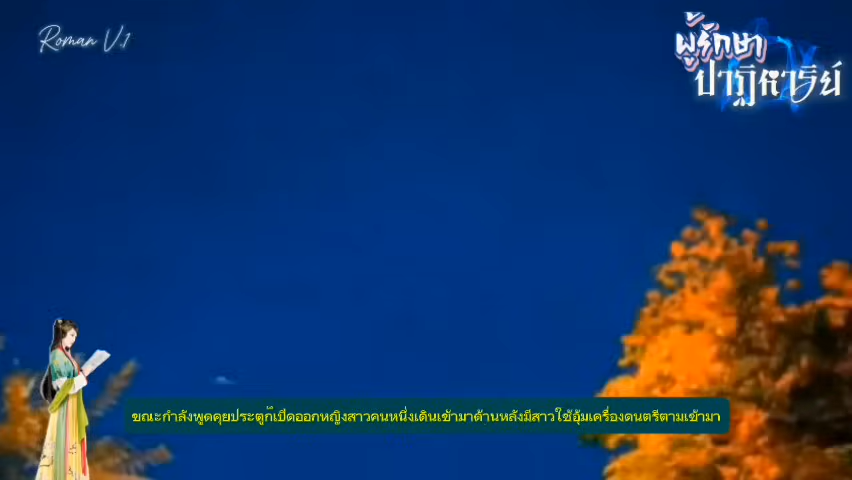 Roman V.1
ผู้รักษา
ปาฏิหาริย์
ขณะกำลังพูดคุยประตูก็เปิดออกหญิงสาวคนหนึ่งเดินเข้ามาด้านหลังมีสาวใช้อุ้มเครื่องดนตรีตามเข้ามา